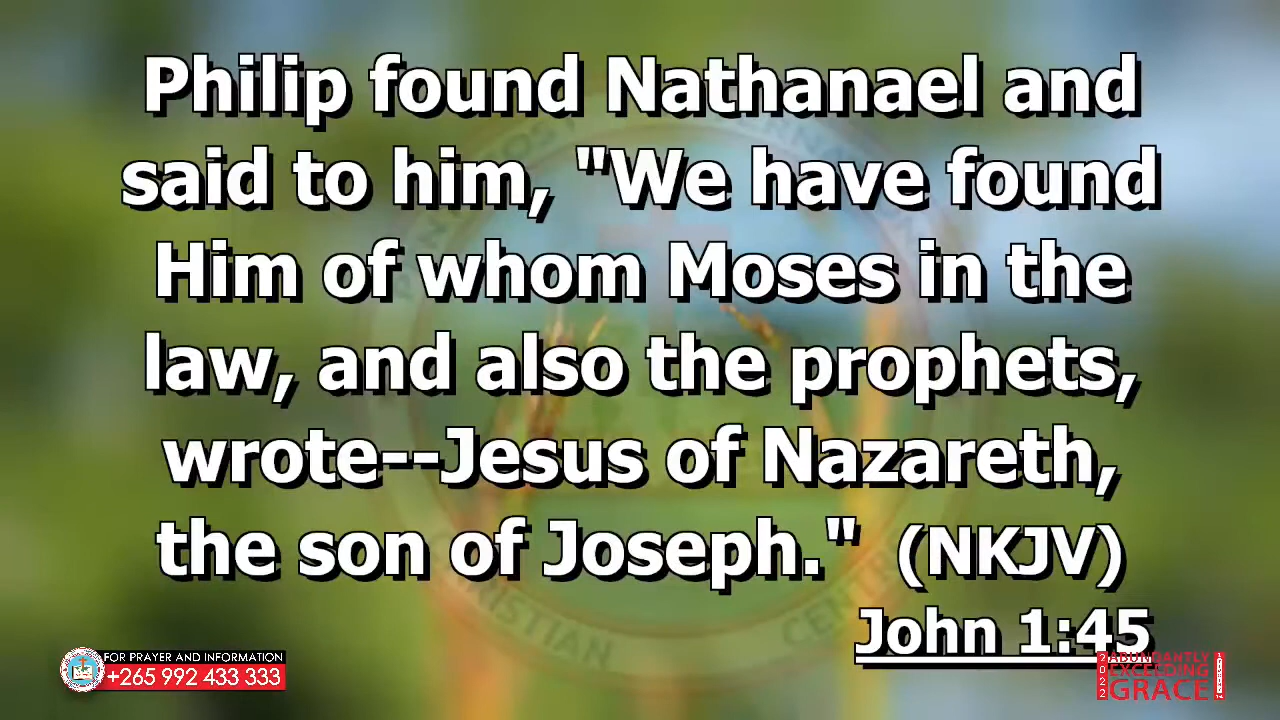 Philip found Nathanael and
said to him, "We have found
Him of whom Moses in the
law, and also the prophets,
wrote--Jesus of Nazareth,
the son of Joseph." (NKJV)
John 1:45
FOR PRAYER AND INFORMATION
+265 992 433 333
2022
ABUNDANTLY
EXCEEDING
GRACE
CHRISTIAN